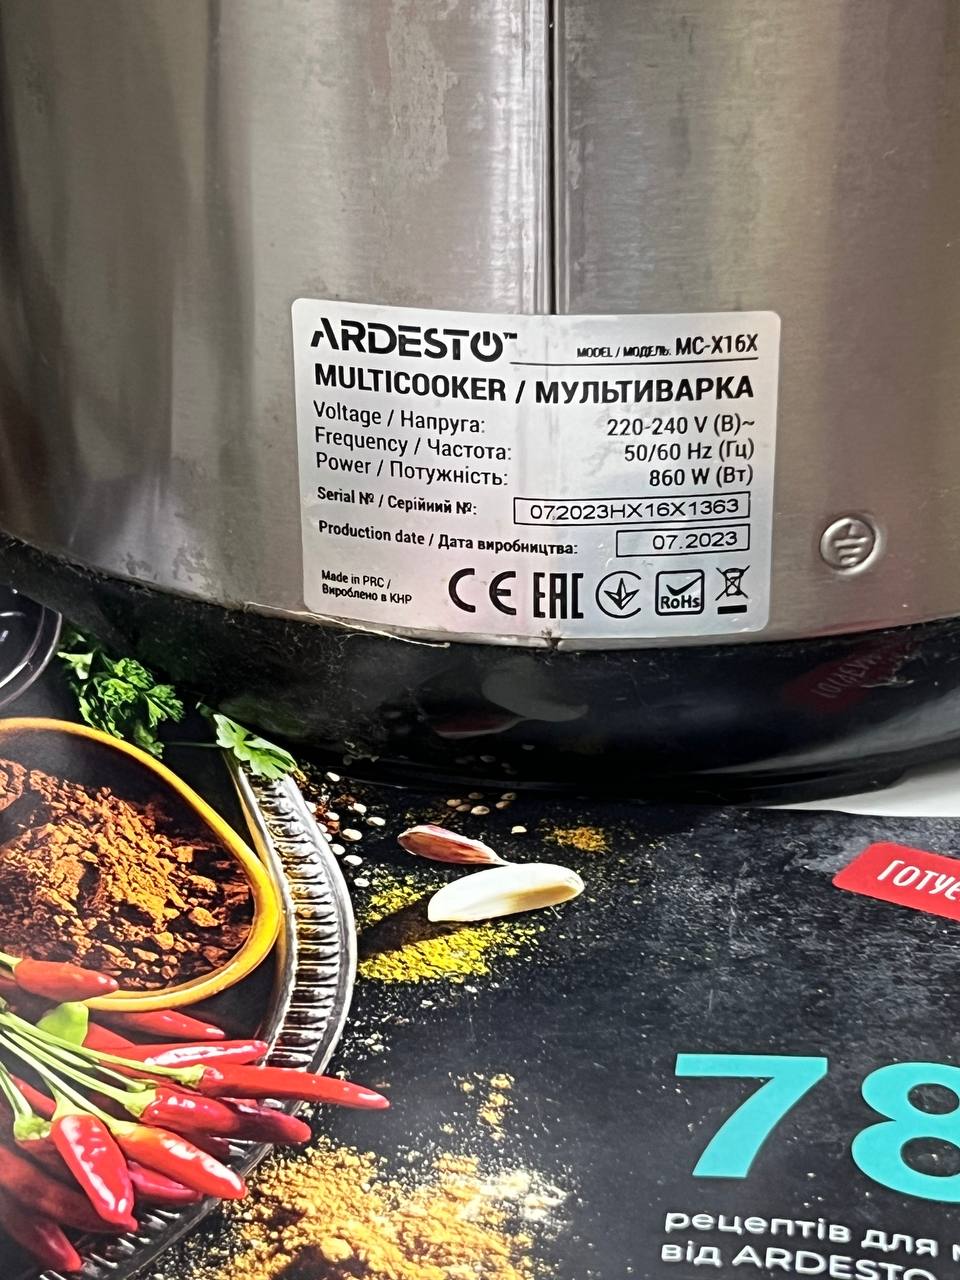 ARDESTO™
MODEL / МОДЕЛЬ: MC-X16X
MULTICOOKER / МУЛЬТИВАРКА
Voltage / Напруга: 220-240 V (В)~
Frequency / Частота: 50/60 Hz (Гц)
Power / Потужність: 860 W (Вт)
Serial № / Серійний №: 072023HX16X1363
Production date / Дата виробництва: 07.2023
Made in PRC /
Вироблено в КНР
CE EAC RoHS
ГОТУЄ
78
рецептів для
від ARDESTO